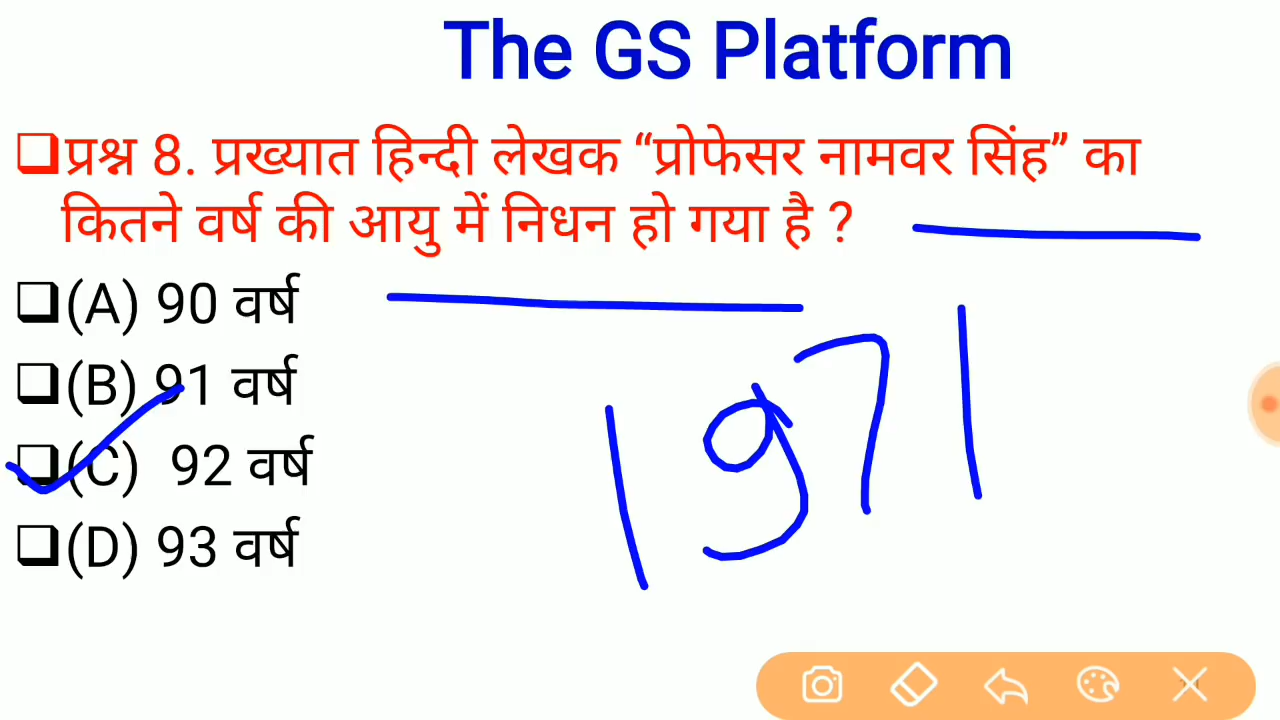 The GS Platform
❑प्रश्न 8. प्रख्यात हिन्दी लेखक “प्रोफेसर नामवर सिंह” का
कितने वर्ष की आयु में निधन हो गया है ?
❑(A) 90 वर्ष
❑(B) 91 वर्ष
❑(C) 92 वर्ष
❑(D) 93 वर्ष
1971